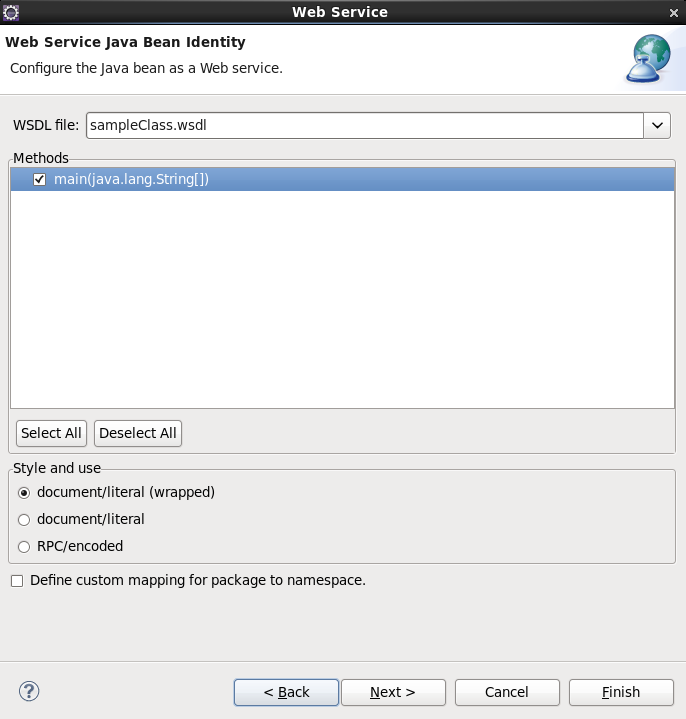 Web Service
Web Service Java Bean Identity
Configure the Java bean as a Web service.
WSDL file: sampleClass.wsdl
Methods
main(java.lang.String[])
Select All Deselect All
Style and use
document/literal (wrapped)
document/literal
RPC/encoded
Define custom mapping for package to namespace.
? < Back Next > Cancel Finish